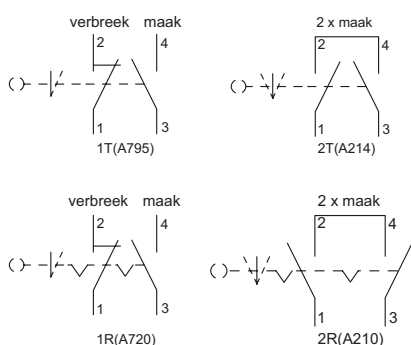 verbreek maak
2 4
1 3
1T(A795)
2 x maak
2 4
1 3
2T(A214)
verbreek maak
2 4
1 3
1R(A720)
2 x maak
2 4
1 3
2R(A210)